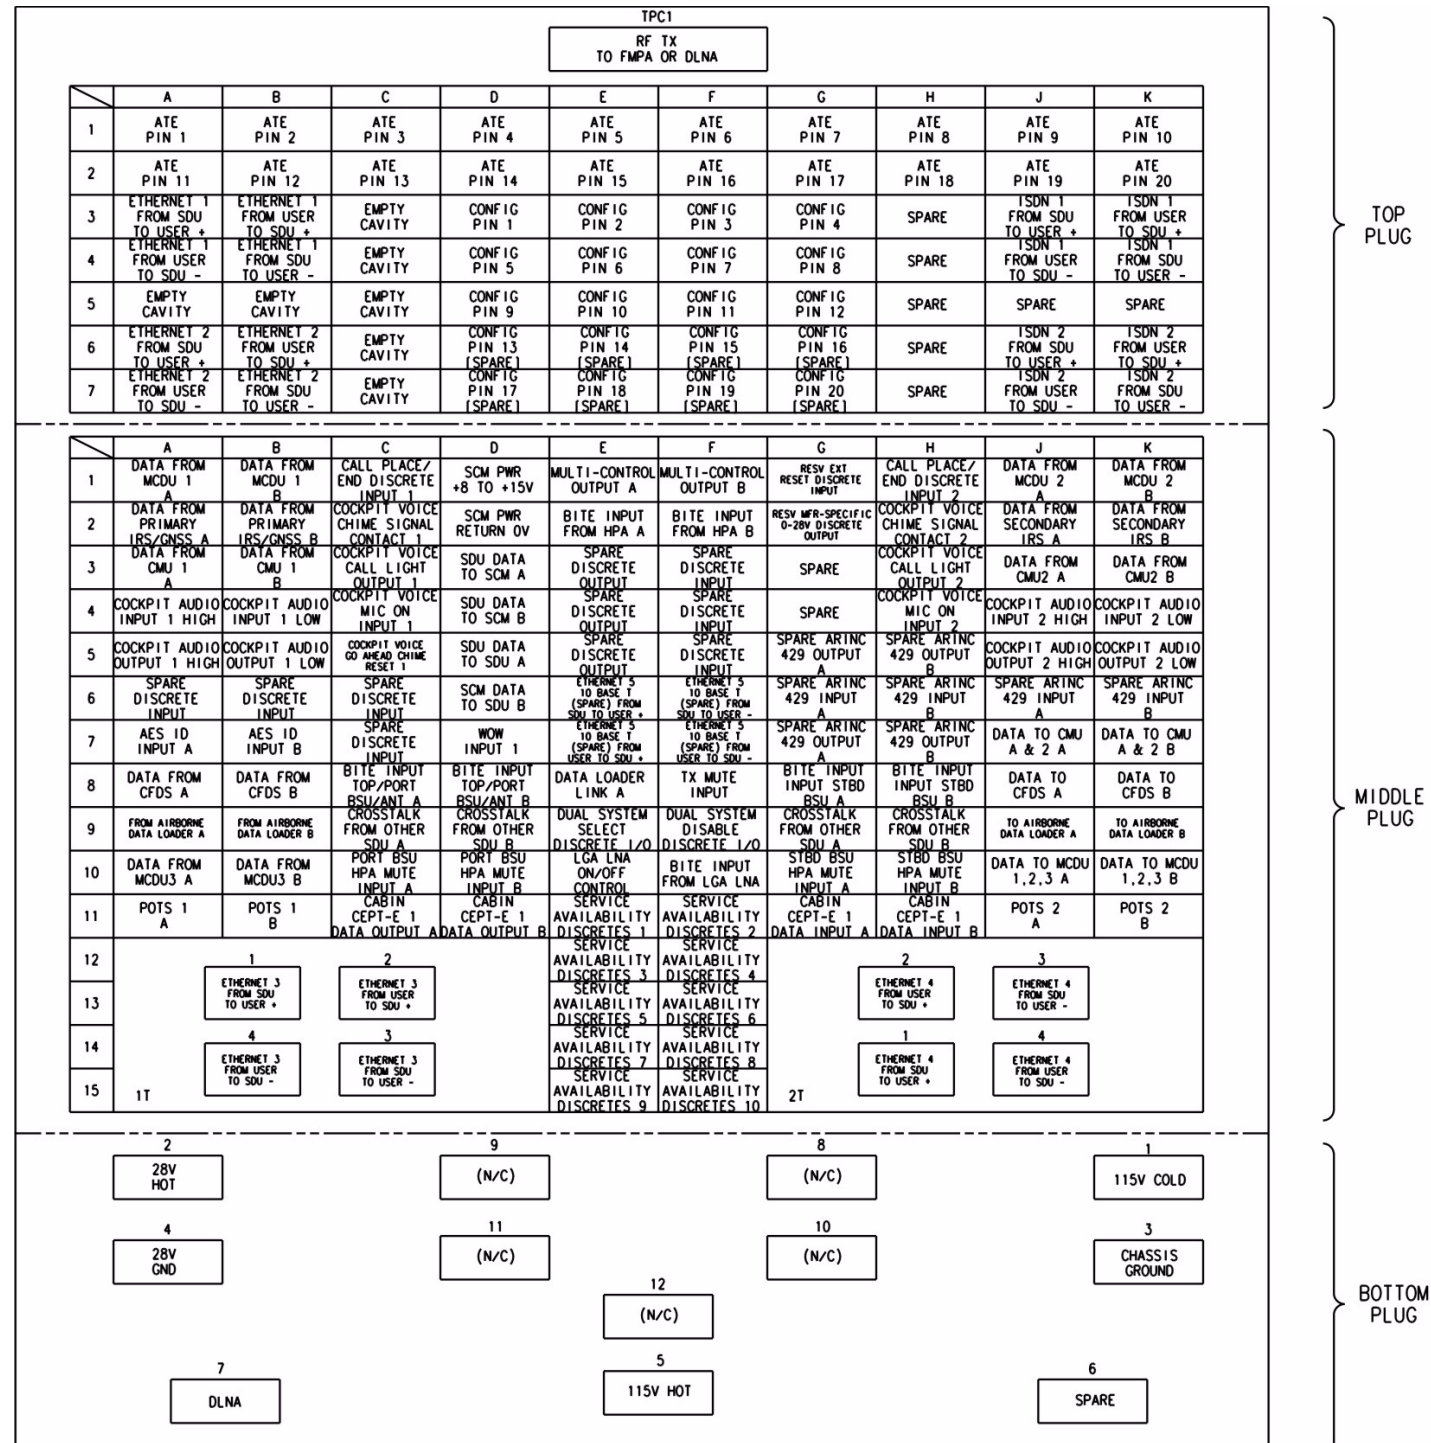 TPC1
RF TX
TO FMPA OR DLNA
A B C D E F G H J K
1 ATE PIN 1 ATE PIN 2 ATE PIN 3 ATE PIN 4 ATE PIN 5 ATE PIN 6 ATE PIN 7 ATE PIN 8 ATE PIN 9 ATE PIN 10
2 ATE PIN 11 ATE PIN 12 ATE PIN 13 ATE PIN 14 ATE PIN 15 ATE PIN 16 ATE PIN 17 ATE PIN 18 ATE PIN 19 ATE PIN 20
3 ETHERNET 1 FROM SDU TO USER + ETHERNET 1 FROM USER TO SDU + EMPTY CAVITY CONFIG PIN 1 CONFIG PIN 2 CONFIG PIN 3 CONFIG PIN 4 SPARE ISDN 1 FROM SDU TO USER + ISDN 1 FROM USER TO SDU +
4 ETHERNET 1 FROM USER TO SDU - ETHERNET 1 FROM SDU TO USER - EMPTY CAVITY CONFIG PIN 5 CONFIG PIN 6 CONFIG PIN 7 CONFIG PIN 8 SPARE ISDN 1 FROM USER TO SDU - ISDN 1 FROM SDU TO USER -
5 EMPTY CAVITY EMPTY CAVITY EMPTY CAVITY CONFIG PIN 9 CONFIG PIN 10 CONFIG PIN 11 CONFIG PIN 12 SPARE SPARE SPARE
6 ETHERNET 2 FROM SDU TO USER + ETHERNET 2 FROM USER TO SDU + EMPTY CAVITY CONFIG PIN 13 [SPARE] CONFIG PIN 14 [SPARE] CONFIG PIN 15 [SPARE] CONFIG PIN 16 [SPARE] SPARE ISDN 2 FROM SDU TO USER + ISDN 2 FROM USER TO SDU +
7 ETHERNET 2 FROM USER TO SDU - ETHERNET 2 FROM SDU TO USER - EMPTY CAVITY CONFIG PIN 17 [SPARE] CONFIG PIN 18 [SPARE] CONFIG PIN 19 [SPARE] CONFIG PIN 20 [SPARE] SPARE ISDN 2 FROM USER TO SDU - ISDN 2 FROM SDU TO USER -
TOP
PLUG
A B C D E F G H J K
1 DATA FROM MCDU 1 A DATA FROM MCDU 1 B CALL PLACE/ END DISCRETE INPUT 1 SCM PWR +8 TO +15V MULTI-CONTROL OUTPUT A MULTI-CONTROL OUTPUT B RESV EXT RESET DISCRETE INPUT CALL PLACE/ END DISCRETE INPUT 2 DATA FROM MCDU 2 A DATA FROM MCDU 2 B
2 DATA FROM PRIMARY IRS/GNSS A DATA FROM PRIMARY IRS/GNSS B COCKPIT VOICE CHIME SIGNAL CONTACT 1 SCM PWR RETURN 0V BITE INPUT FROM HPA A BITE INPUT FROM HPA B RESV MFR-SPECIFIC 0-28V DISCRETE OUTPUT COCKPIT VOICE CHIME SIGNAL CONTACT 2 DATA FROM SECONDARY IRS A DATA FROM SECONDARY IRS B
3 DATA FROM CMU 1 A DATA FROM CMU 1 B COCKPIT VOICE CALL LIGHT OUTPUT 1 SDU DATA TO SCM A SPARE DISCRETE OUTPUT SPARE DISCRETE INPUT SPARE COCKPIT VOICE CALL LIGHT OUTPUT 2 DATA FROM CMU2 A DATA FROM CMU2 B
4 COCKPIT AUDIO INPUT 1 HIGH COCKPIT AUDIO INPUT 1 LOW COCKPIT VOICE MIC ON INPUT 1 SDU DATA TO SCM B SPARE DISCRETE OUTPUT SPARE DISCRETE INPUT SPARE COCKPIT VOICE MIC ON INPUT 2 COCKPIT AUDIO INPUT 2 HIGH COCKPIT AUDIO INPUT 2 LOW
5 COCKPIT AUDIO OUTPUT 1 HIGH COCKPIT AUDIO OUTPUT 1 LOW COCKPIT VOICE GO AHEAD CHIME RESET 1 SDU DATA TO SDU A SPARE DISCRETE OUTPUT SPARE DISCRETE INPUT SPARE ARINC 429 OUTPUT A SPARE ARINC 429 OUTPUT B COCKPIT AUDIO OUTPUT 2 HIGH COCKPIT AUDIO OUTPUT 2 LOW
6 SPARE DISCRETE INPUT SPARE DISCRETE INPUT SPARE DISCRETE INPUT SCM DATA TO SDU B ETHERNET 5 10 BASE T (SPARE) FROM SDU TO USER + ETHERNET 5 10 BASE T (SPARE) FROM SDU TO USER - SPARE ARINC 429 INPUT A SPARE ARINC 429 INPUT B SPARE ARINC 429 INPUT A SPARE ARINC 429 INPUT B
7 AES ID INPUT A AES ID INPUT B SPARE DISCRETE INPUT WOW INPUT 1 ETHERNET 5 10 BASE T (SPARE) FROM USER TO SDU + ETHERNET 5 10 BASE T (SPARE) FROM USER TO SDU - SPARE ARINC 429 OUTPUT A SPARE ARINC 429 OUTPUT B DATA TO CMU A & 2 A DATA TO CMU A & 2 B
8 DATA FROM CFDS A DATA FROM CFDS B BITE INPUT TOP/PORT BSU/ANT A BITE INPUT TOP/PORT BSU/ANT B DATA LOADER LINK A TX MUTE INPUT BITE INPUT INPUT STBD BSU A BITE INPUT INPUT STBD BSU B DATA TO CFDS A DATA TO CFDS B
9 FROM AIRBORNE DATA LOADER A FROM AIRBORNE DATA LOADER B CROSSTALK FROM OTHER SDU A CROSSTALK FROM OTHER SDU B DUAL SYSTEM SELECT DISCRETE I/O DUAL SYSTEM DISABLE DISCRETE I/O CROSSTALK FROM OTHER SDU A CROSSTALK FROM OTHER SDU B TO AIRBORNE DATA LOADER A TO AIRBORNE DATA LOADER B
10 DATA FROM MCDU3 A DATA FROM MCDU3 B PORT BSU HPA MUTE INPUT A PORT BSU HPA MUTE INPUT B LGA LNA ON/OFF CONTROL BITE INPUT FROM LGA LNA STBD BSU HPA MUTE INPUT A STBD BSU HPA MUTE INPUT B DATA TO MCDU 1,2,3 A DATA TO MCDU 1,2,3 B
11 POTS 1 A POTS 1 B CABIN CEPT-E 1 DATA OUTPUT A CABIN CEPT-E 1 DATA OUTPUT B SERVICE AVAILABILITY DISCRETES 1 SERVICE AVAILABILITY DISCRETES 2 CABIN CEPT-E 1 DATA INPUT A CABIN CEPT-E 1 DATA INPUT B POTS 2 A POTS 2 B
12 1 2 SERVICE AVAILABILITY DISCRETES 3 SERVICE AVAILABILITY DISCRETES 4 2 3
13 ETHERNET 3 FROM SDU TO USER + ETHERNET 3 FROM USER TO SDU + SERVICE AVAILABILITY DISCRETES 5 SERVICE AVAILABILITY DISCRETES 6 ETHERNET 4 FROM USER TO SDU + ETHERNET 4 FROM SDU TO USER -
14 4 3 SERVICE AVAILABILITY DISCRETES 7 SERVICE AVAILABILITY DISCRETES 8 1 4
ETHERNET 3 FROM USER TO SDU - ETHERNET 3 FROM SDU TO USER - ETHERNET 4 FROM SDU TO USER + ETHERNET 4 FROM USER TO SDU -
15 1T SERVICE AVAILABILITY DISCRETES 9 SERVICE AVAILABILITY DISCRETES 10 2T
MIDDLE
PLUG
2 9 8 1
28V HOT (N/C) (N/C) 115V COLD
4 11 10 3
28V GND (N/C) (N/C) CHASSIS GROUND
12
(N/C)
BOTTOM
PLUG
7 5 6
DLNA 115V HOT SPARE